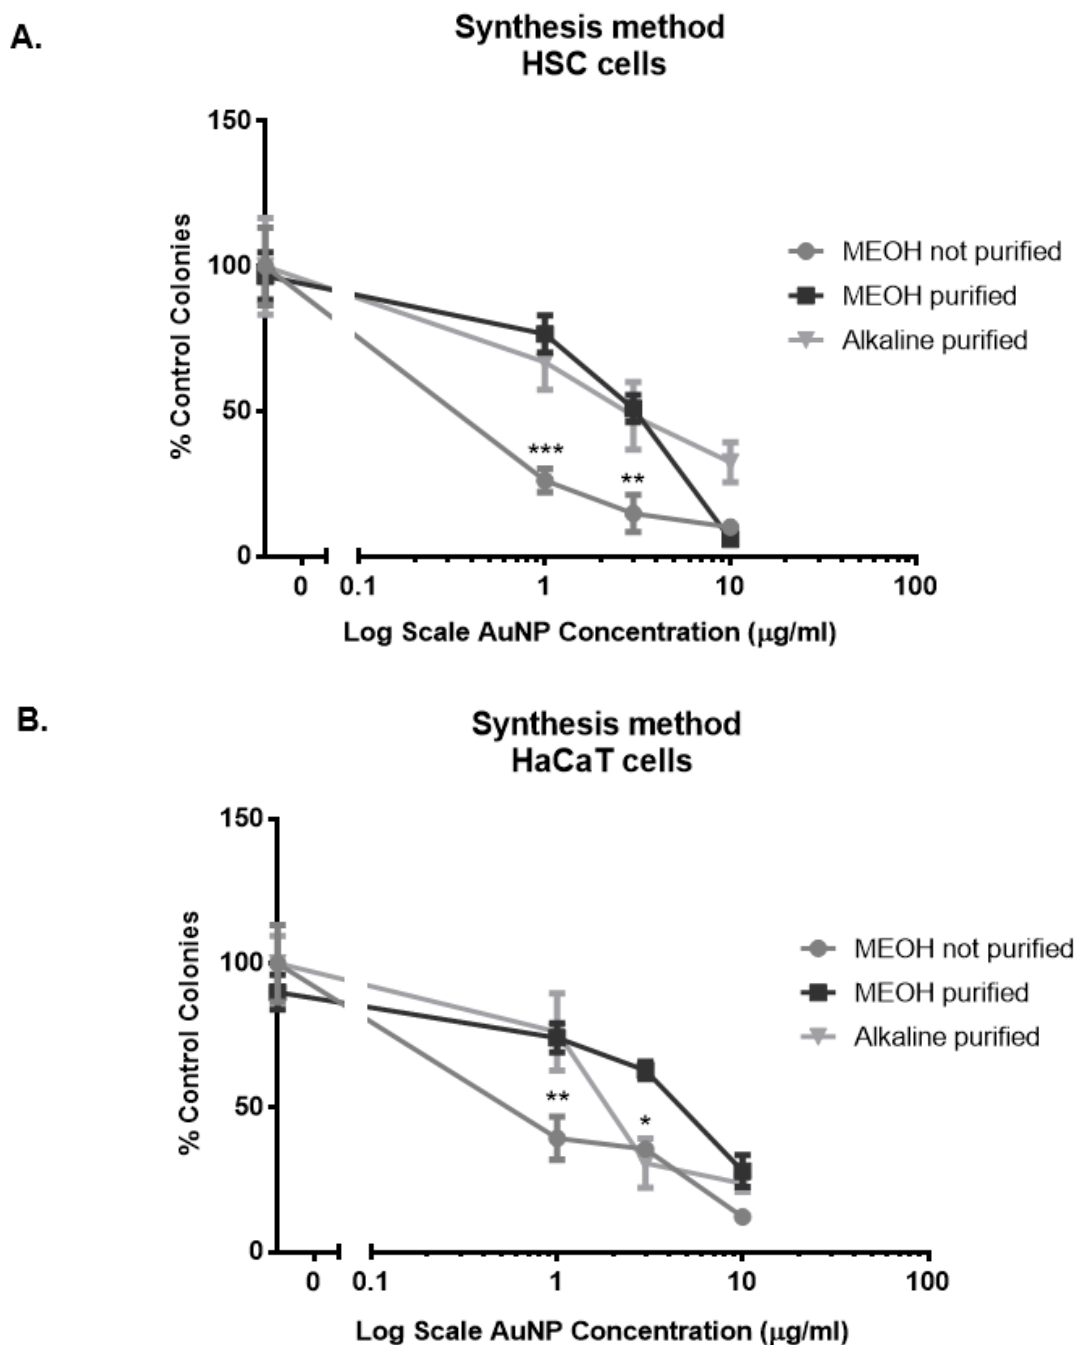 A.
Synthesis method
HSC cells
150
100
50
0
% Control Colonies
***
**
MEOH not purified
MEOH purified
Alkaline purified
0 0.1 1 10 100
Log Scale AuNP Concentration (μg/ml)
B.
Synthesis method
HaCaT cells
150
100
50
0
% Control Colonies
**
*
MEOH not purified
MEOH purified
Alkaline purified
0 0.1 1 10 100
Log Scale AuNP Concentration (μg/ml)